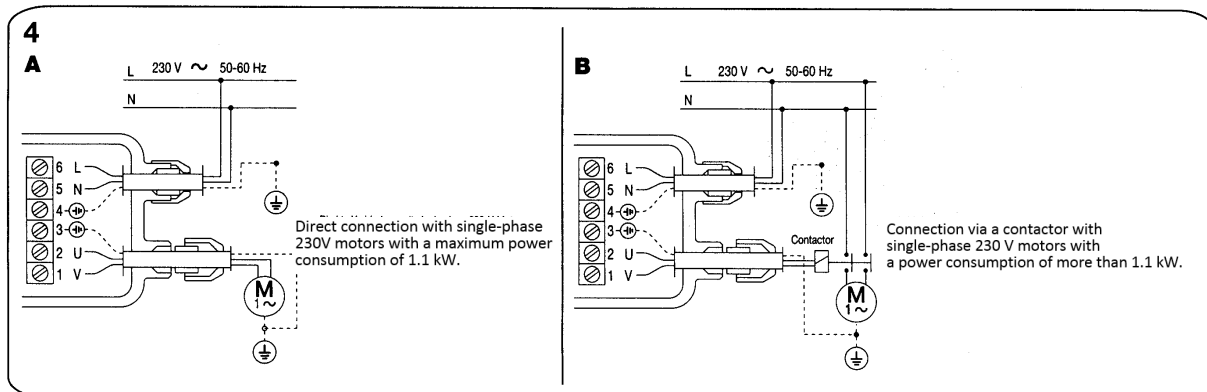 4
A
L 230 V ~ 50-60 Hz
N
6 L
5 N
4
3
2 U
1 V
M
1~
Direct connection with single-phase
230V motors with a maximum power
consumption of 1.1 kW.
B
L 230 V ~ 50-60 Hz
N
6 L
5 N
4
3
2 U
1 V
Contactor
M
1~
Connection via a contactor with
single-phase 230 V motors with
a power consumption of more than 1.1 kW.